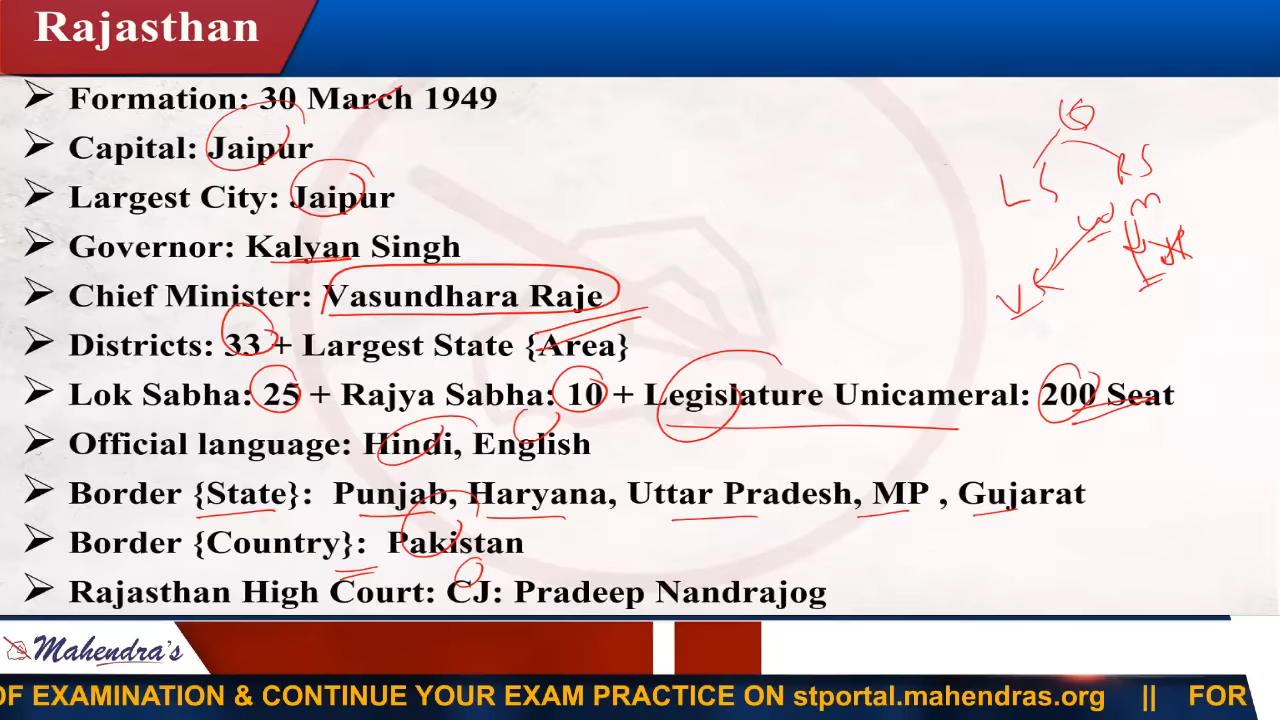 Rajasthan
Formation: 30 March 1949
Capital: Jaipur
Largest City: Jaipur
Governor: Kalyan Singh
Chief Minister: Vasundhara Raje
Districts: 33 + Largest State {Area}
Lok Sabha: 25 + Rajya Sabha: 10 + Legislature Unicameral: 200 Seat
Official language: Hindi, English
Border {State}: Punjab, Haryana, Uttar Pradesh, MP , Gujarat
Border {Country}: Pakistan
Rajasthan High Court: CJ: Pradeep Nandrajog
LS
RS
Mahendra's
OF EXAMINATION & CONTINUE YOUR EXAM PRACTICE ON stportal.mahendras.org || FOR